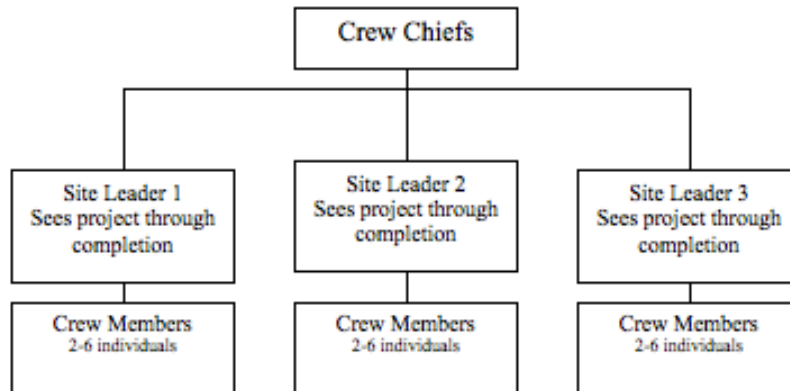 Crew Chiefs
Site Leader 1
Sees project through
completion
Site Leader 2
Sees project through
completion
Site Leader 3
Sees project through
completion
Crew Members
2-6 individuals
Crew Members
2-6 individuals
Crew Members
2-6 individuals